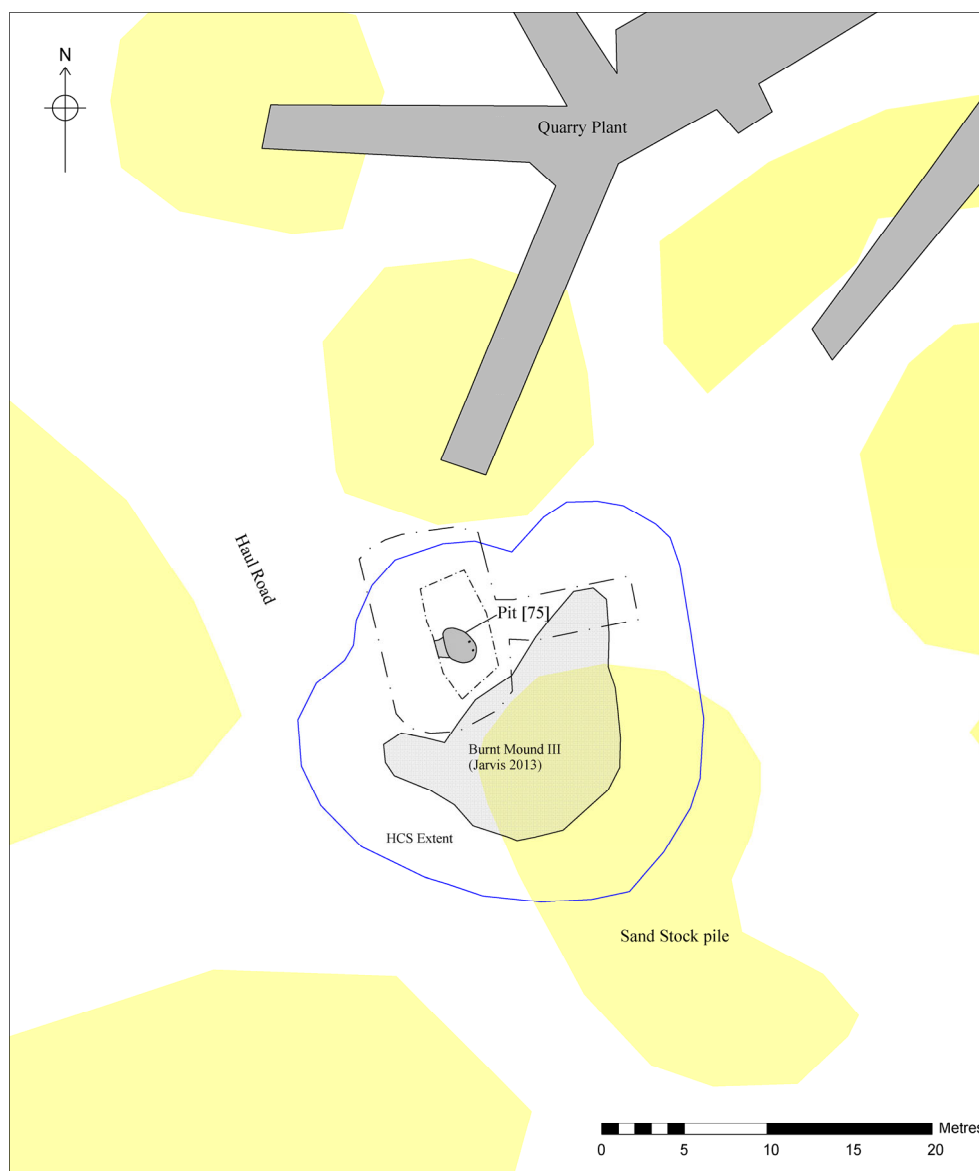 N
Quarry Plant
Haul Road
Pit [75]
Burnt Mound III
(Jarvis 2013)
HCS Extent
Sand Stock pile
Metres
0 5 10 15 20